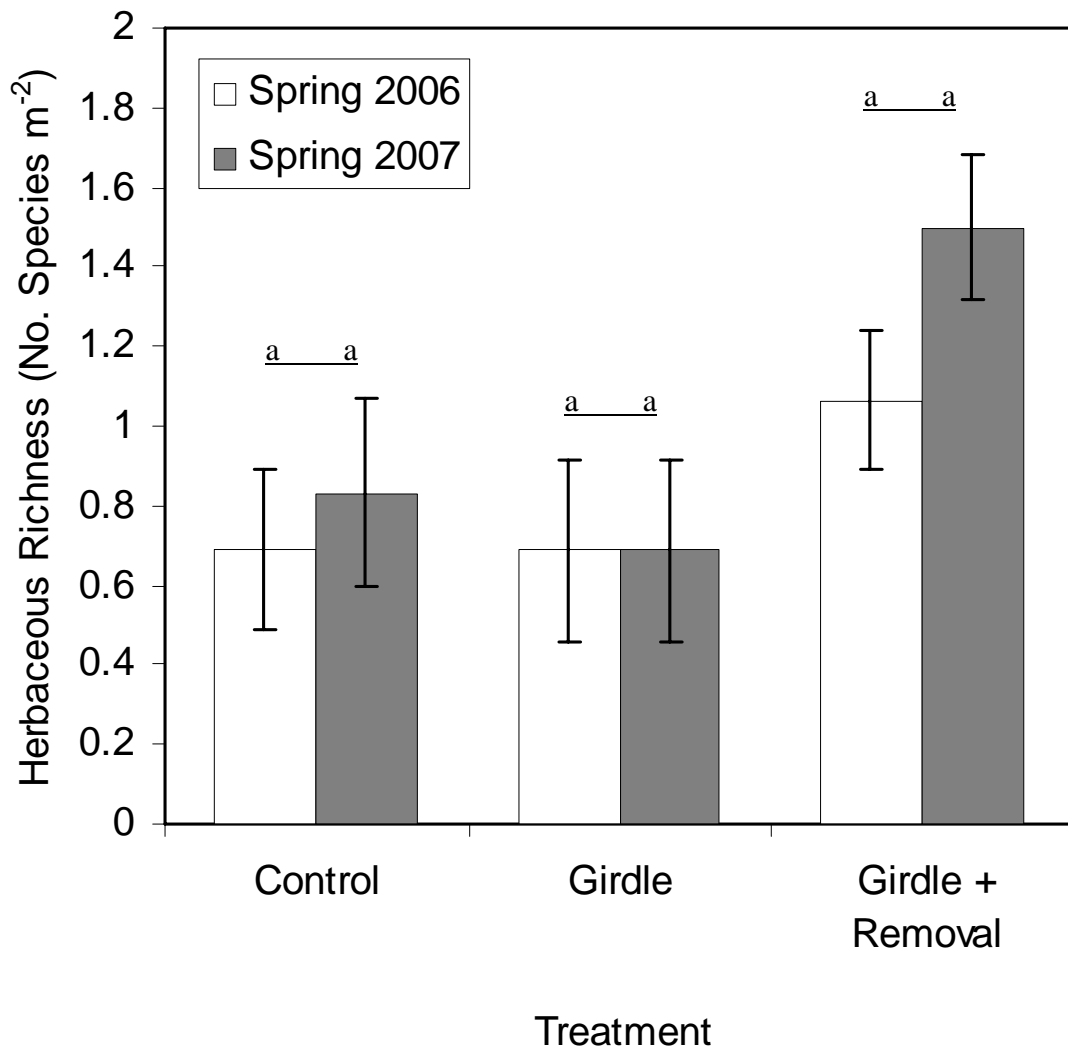 Herbaceous Richness (No. Species m-2)
2
1.8
1.6
1.4
1.2
1
0.8
0.6
0.4
0.2
0
Spring 2006
Spring 2007
a a
a a
a a
Control Girdle Girdle +
Removal
Treatment